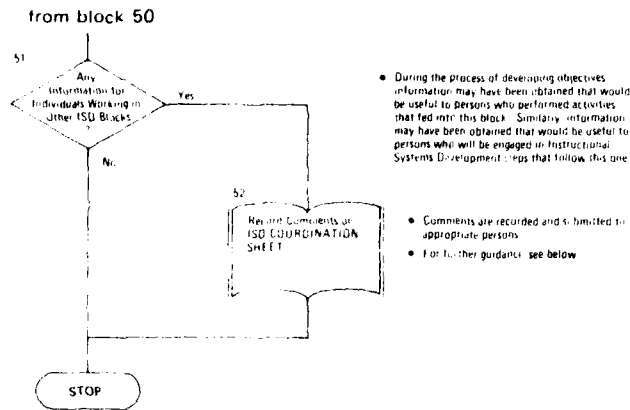 from block 50
51
Any
Information for
Individuals Working in
Other ISD Blocks
?
Yes
No
• During the process of developing objectives
information may have been obtained that would
be useful to persons who performed activities
that fed into this block. Similarly, information
may have been obtained that would be useful to
persons who will be engaged in Instructional
Systems Development steps that follow this one
52
Record Comments on
ISD COORDINATION
SHEET
• Comments are recorded and submitted to
appropriate persons
• For further guidance see below
STOP